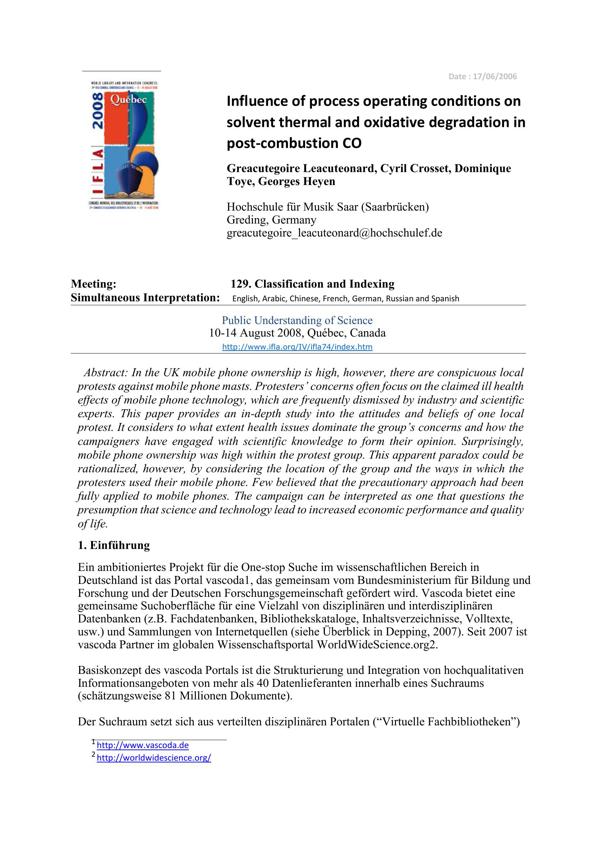 Date : 17/06/2006
WORLD LIBRARY AND INFORMATION CONGRESS:
Québec
IFLA 2008
Influence of process operating conditions on
solvent thermal and oxidative degradation in
post-combustion CO
Greacutegoire Leacuteonard, Cyril Crosset, Dominique
Toye, Georges Heyen
Hochschule für Musik Saar (Saarbrücken)
Greding, Germany
greacutegoire_leacuteonard@hochschulef.de
Meeting: 129. Classification and Indexing
Simultaneous Interpretation: English, Arabic, Chinese, French, German, Russian and Spanish
Public Understanding of Science
10-14 August 2008, Québec, Canada
http://www.ifla.org/IV/ifla74/index.htm
Abstract: In the UK mobile phone ownership is high, however, there are conspicuous local
protests against mobile phone masts. Protesters’ concerns often focus on the claimed ill health
effects of mobile phone technology, which are frequently dismissed by industry and scientific
experts. This paper provides an in-depth study into the attitudes and beliefs of one local
protest. It considers to what extent health issues dominate the group’s concerns and how the
campaigners have engaged with scientific knowledge to form their opinion. Surprisingly,
mobile phone ownership was high within the protest group. This apparent paradox could be
rationalized, however, by considering the location of the group and the ways in which the
protesters used their mobile phone. Few believed that the precautionary approach had been
fully applied to mobile phones. The campaign can be interpreted as one that questions the
presumption that science and technology lead to increased economic performance and quality
of life.
1. Einführung
Ein ambitioniertes Projekt für die One-stop Suche im wissenschaftlichen Bereich in
Deutschland ist das Portal vascoda1, das gemeinsam vom Bundesministerium für Bildung und
Forschung und der Deutschen Forschungsgemeinschaft gefördert wird. Vascoda bietet eine
gemeinsame Suchoberfläche für eine Vielzahl von disziplinären und interdisziplinären
Datenbanken (z.B. Fachdatenbanken, Bibliothekskataloge, Inhaltsverzeichnisse, Volltexte,
usw.) und Sammlungen von Internetquellen (siehe Überblick in Depping, 2007). Seit 2007 ist
vascoda Partner im globalen Wissenschaftsportal WorldWideScience.org2.
Basiskonzept des vascoda Portals ist die Strukturierung und Integration von hochqualitativen
Informationsangeboten von mehr als 40 Datenlieferanten innerhalb eines Suchraums
(schätzungsweise 81 Millionen Dokumente).
Der Suchraum setzt sich aus verteilten disziplinären Portalen (“Virtuelle Fachbibliotheken”)
1 http://www.vascoda.de
2 http://worldwidescience.org/